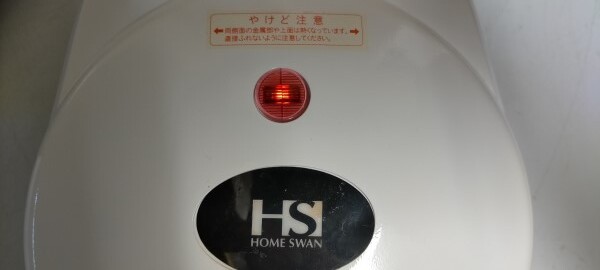 やけど注意
両側面の金属部や上面は熱くなっています。
直接ふれないように注意してください。
HS
HOME SWAN